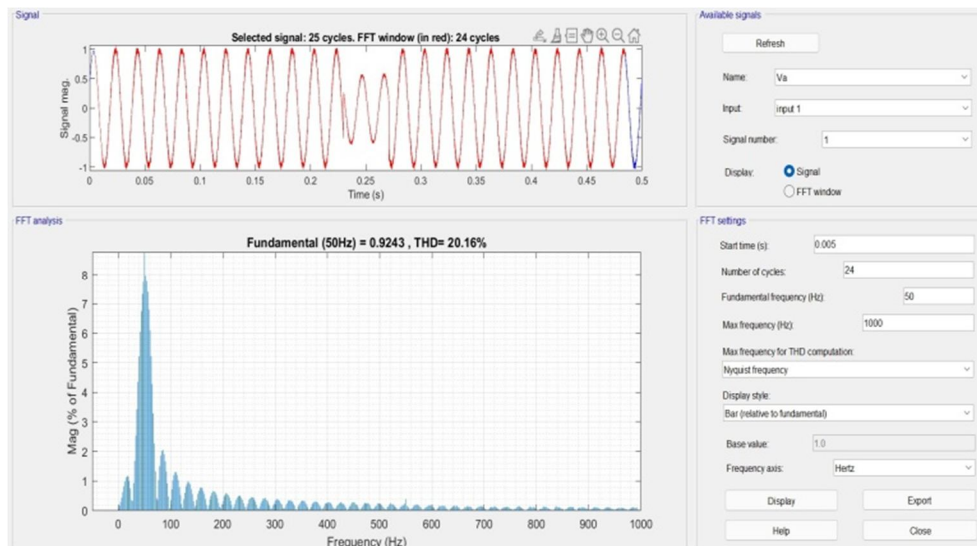 Signal
Selected signal: 25 cycles. FFT window (in red): 24 cycles
Signal mag.
1
0.5
0
-0.5
-1
0 0.05 0.1 0.15 0.2 0.25 0.3 0.35 0.4 0.45 0.5
Time (s)
FFT analysis
Fundamental (50Hz) = 0.9243 , THD= 20.16%
Mag (% of Fundamental)
8
7
6
5
4
3
2
1
0
0 100 200 300 400 500 600 700 800 900 1000
Frequency (Hz)
Available signals
Refresh
Name: Va
Input: input 1
Signal number: 1
Display: Signal
FFT window
FFT settings
Start time (s): 0.005
Number of cycles: 24
Fundamental frequency (Hz): 50
Max frequency (Hz): 1000
Max frequency for THD computation:
Nyquist frequency
Display style:
Bar (relative to fundamental)
Base value: 1.0
Frequency axis: Hertz
Display Export
Help Close